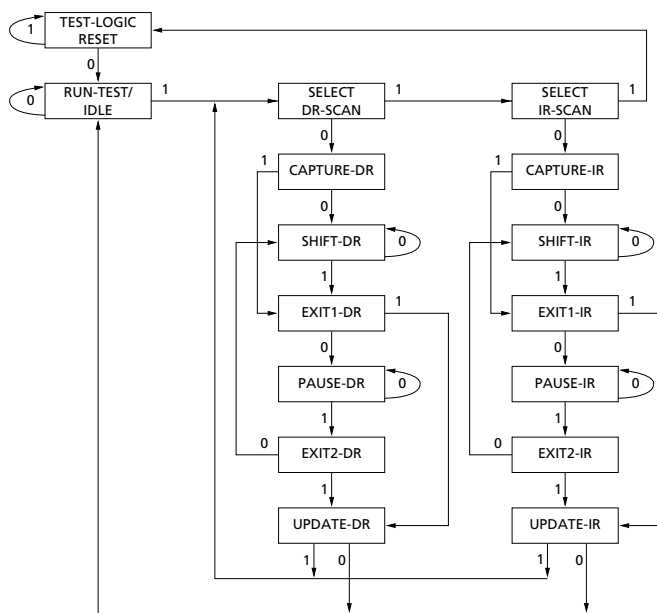 TEST-LOGIC
RESET
1
0
RUN-TEST/
IDLE
0
1
SELECT
DR-SCAN
1
SELECT
IR-SCAN
1
0
0
1
CAPTURE-DR
1
CAPTURE-IR
0
0
SHIFT-DR
0
SHIFT-IR
0
1
1
EXIT1-DR
1
EXIT1-IR
1
0
0
PAUSE-DR
0
PAUSE-IR
0
1
1
0
EXIT2-DR
0
EXIT2-IR
1
1
UPDATE-DR
UPDATE-IR
1
0
1
0